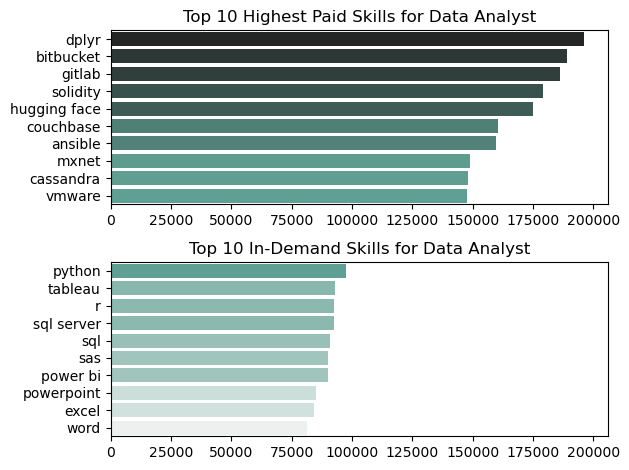 Top 10 Highest Paid Skills for Data Analyst
dplyr
bitbucket
gitlab
solidity
hugging face
couchbase
ansible
mxnet
cassandra
vmware
0 25000 50000 75000 100000 125000 150000 175000 200000
Top 10 In-Demand Skills for Data Analyst
python
tableau
r
sql server
sql
sas
power bi
powerpoint
excel
word
0 25000 50000 75000 100000 125000 150000 175000 200000